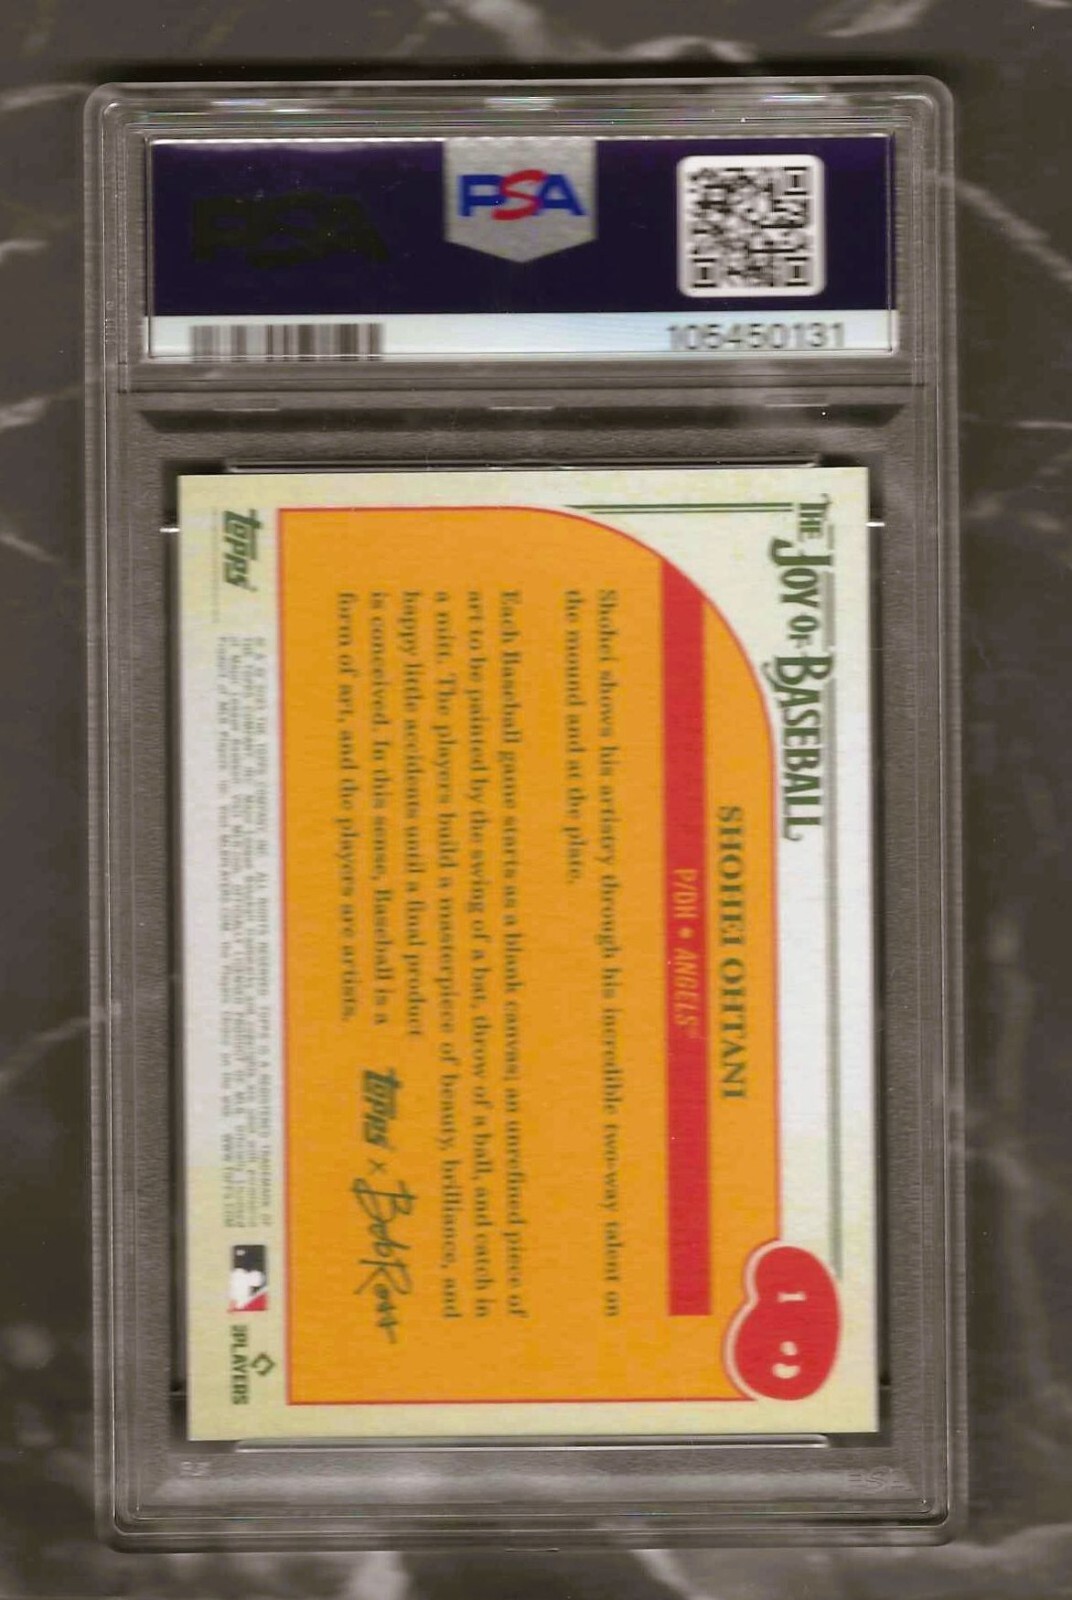 PSA
PSA
105450131
THE JOY OF BASEBALL
1
SHOHEI OHTANI
P/DH • ANGELS™
Shohei shows his artistry through his incredible two-way talent on
the mound and at the plate.
Each Baseball game starts as a blank canvas; an unrefined piece of
art to be painted by the swing of a bat, throw of a ball, and catch in
a mitt. The players build a masterpiece of beauty, brilliance, and
happy little accidents until a final product
is conceived. In this sense, Baseball is a
form of art, and the players are artists.
topps x Bob Ross
topps
PLAYERS